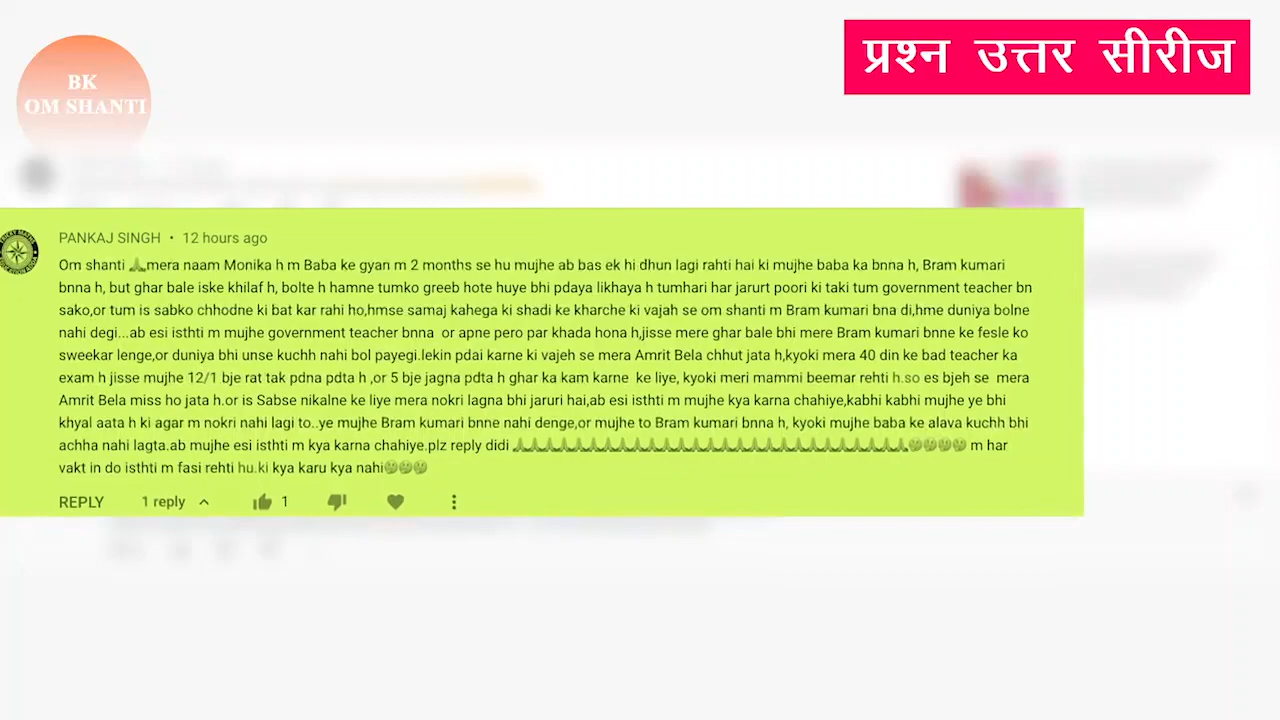 BK
OM SHANTI
प्रश्न उत्तर सीरीज
PANKAJ SINGH • 12 hours ago
Om shanti 🙏mera naam Monika h m Baba ke gyan m 2 months se hu mujhe ab bas ek hi dhun lagi rahti hai ki mujhe baba ka bnna h, Bram kumari
bnna h, but ghar bale iske khilaf h, bolte h hamne tumko greeb hote huye bhi pdaya likhaya h tumhari har jarurt poori ki taki tum government teacher bn
sako,or tum is sabko chhodne ki bat kar rahi ho,hmse samaj kahega ki shadi ke kharche ki vajah se om shanti m Bram kumari bna di,hme duniya bolne
nahi degi...ab esi isthti m mujhe government teacher bnna or apne pero par khada hona h,jisse mere ghar bale bhi mere Bram kumari bnne ke fesle ko
sweekar lenge,or duniya bhi unse kuchh nahi bol payegi.lekin pdai karne ki vajeh se mera Amrit Bela chhut jata h,kyoki mera 40 din ke bad teacher ka
exam h jisse mujhe 12/1 bje rat tak pdna pdta h ,or 5 bje jagna pdta h ghar ka kam karne ke liye, kyoki meri mammi beemar rehti h.so es bjeh se mera
Amrit Bela miss ho jata h.or is Sabse nikalne ke liye mera nokri lagna bhi jaruri hai,ab esi isthti m mujhe kya karna chahiye,kabhi kabhi mujhe ye bhi
khyal aata h ki agar m nokri nahi lagi to..ye mujhe Bram kumari bnne nahi denge,or mujhe to Bram kumari bnna h, kyoki mujhe baba ke alava kuchh bhi
achha nahi lagta.ab mujhe esi isthti m kya karna chahiye.plz reply didi 🙏🙏🙏🙏🙏🙏🙏🙏🙏🙏🙏🙏🙏🙏🙏🙏🙏🙏🙏🙏🙏🙏🙏🤔🤔🤔🤔 m har
vakt in do isthti m fasi rehti hu.ki kya karu kya nahi🤔🤔🤔
REPLY 1 reply 1